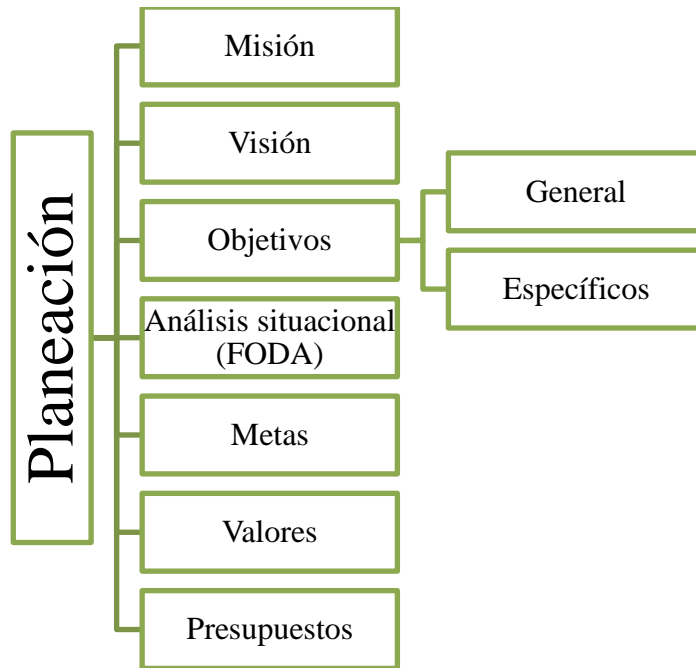 Planeación
Misión
Visión
Objetivos
General
Específicos
Análisis situacional
(FODA)
Metas
Valores
Presupuestos